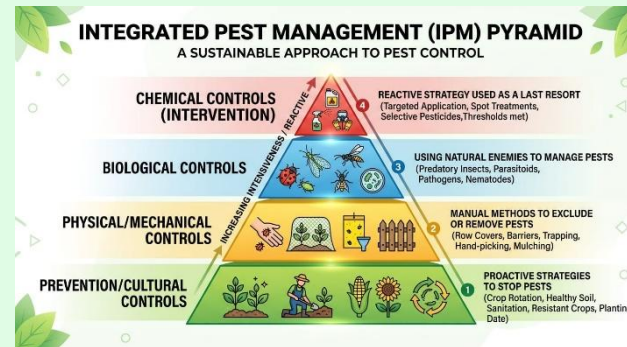 INTEGRATED PEST MANAGEMENT (IPM) PYRAMID
A SUSTAINABLE APPROACH TO PEST CONTROL
INCREASING INTENSIVENESS / REACTIVE
CHEMICAL CONTROLS
(INTERVENTION)
4
REACTIVE STRATEGY USED AS A LAST RESORT
(Targeted Application, Spot Treatments,
Selective Pesticides,Thresholds met)
BIOLOGICAL CONTROLS
3
USING NATURAL ENEMIES TO MANAGE PESTS
(Predatory Insects, Parasitoids,
Pathogens, Nematodes)
PHYSICAL/MECHANICAL
CONTROLS
2
MANUAL METHODS TO EXCLUDE
OR REMOVE PESTS
(Row Covers, Barriers, Trapping,
Hand-picking, Mulching)
PREVENTION/CULTURAL
CONTROLS
1
PROACTIVE STRATEGIES
TO STOP PESTS
(Crop Rotation, Healthy Soil,
Sanitation, Resistant Crops, Plantin
Date)